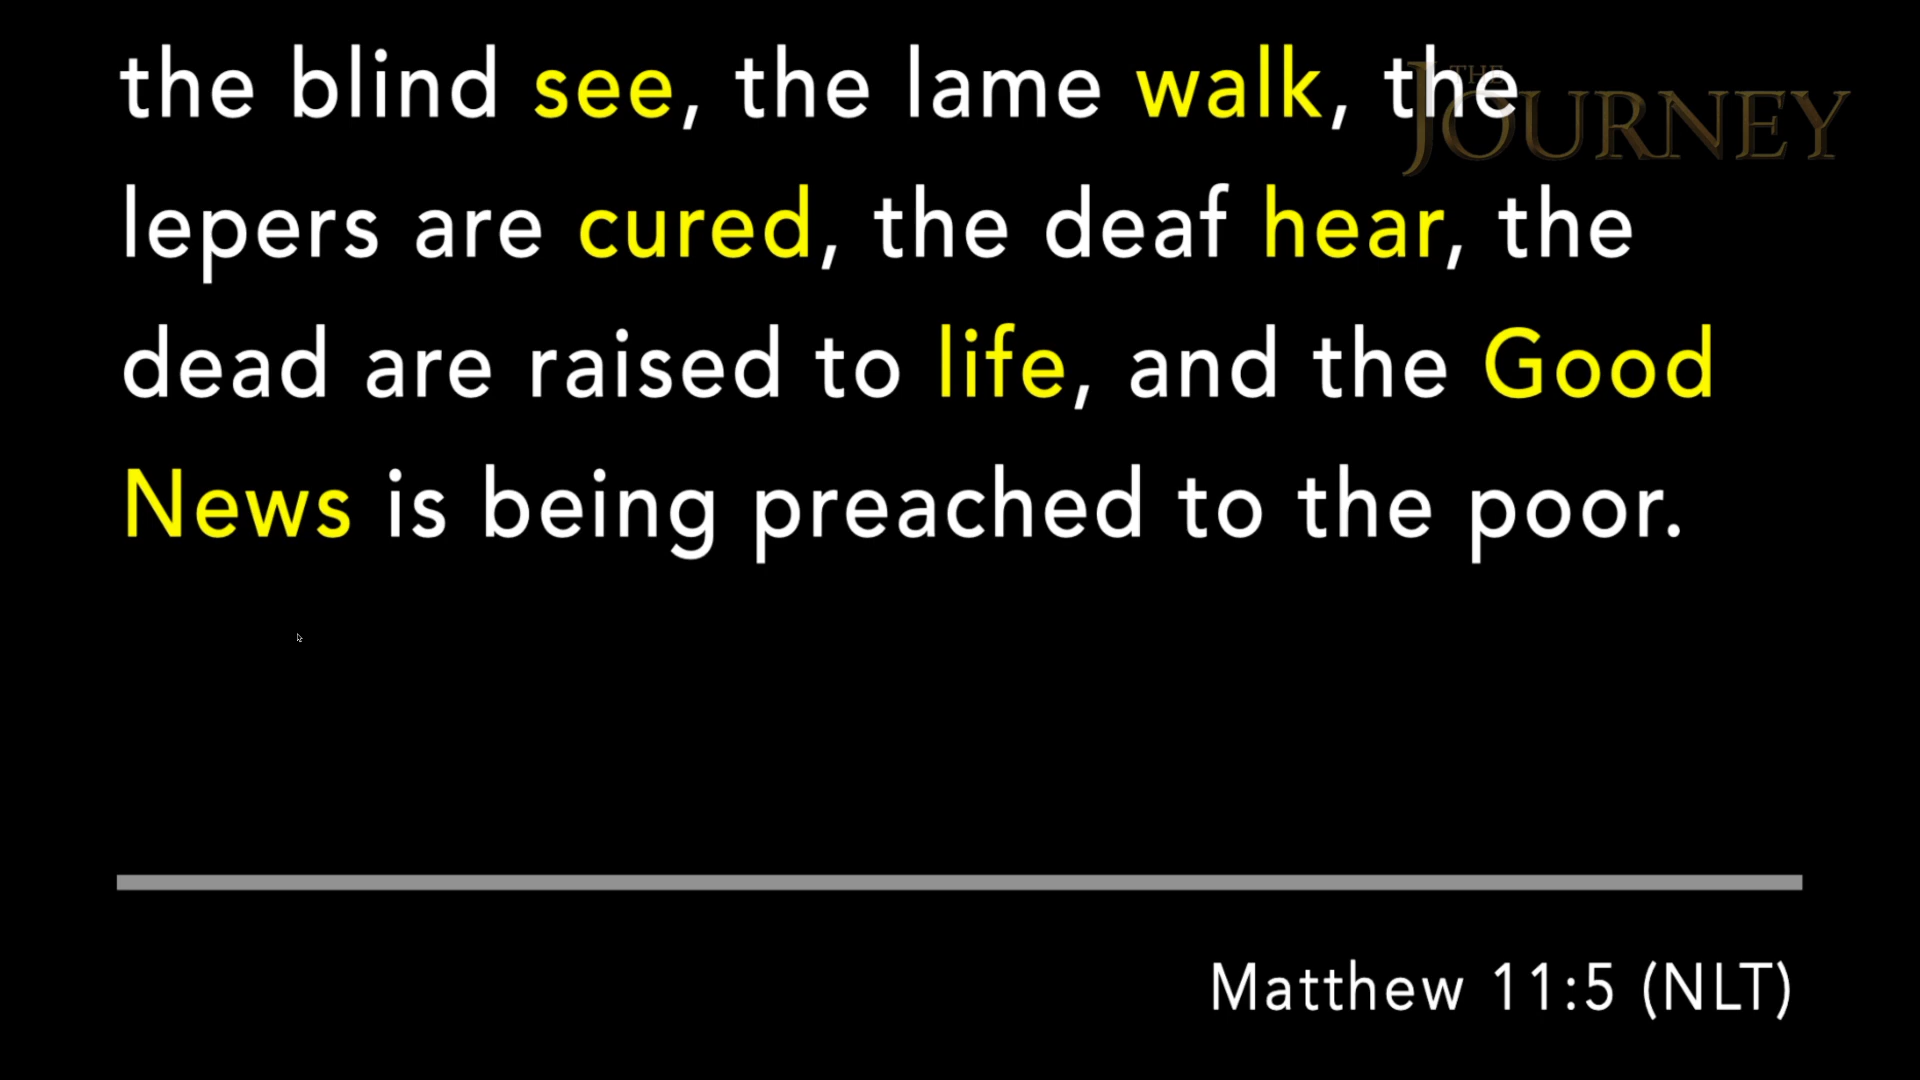 the blind see, the lame walk, the
THE
JOURNEY
lepers are cured, the deaf hear, the
dead are raised to life, and the Good
News is being preached to the poor.
Matthew 11:5 (NLT)